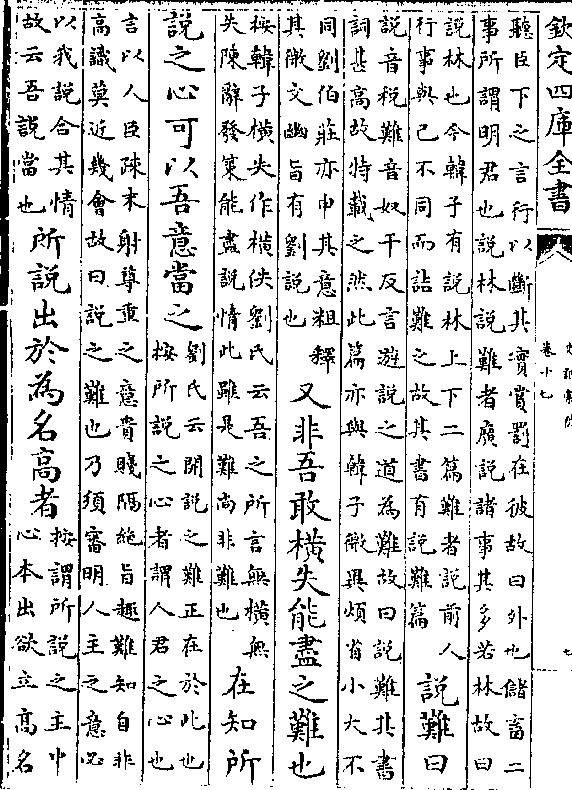 欽定四庫全書
史記索隱
卷十七
七
聽臣下之言行以斷其實賞罰在彼故曰外也儲畜二
事所謂明君也說林說難者廣說諸事其多若林故曰
說林也今韓子有說林上下二篇難者說前人
行事與己不同而詰難之故其書有說難篇
說難曰
說音稅難音奴干反言遊說之道為難故曰說難其書
詞甚高故特載之然此篇亦與韓子微異煩省小大不
同劉伯莊亦申其意粗釋
其微文幽旨有劉說也
又非吾敢橫失能盡之難也
按韓子橫失作橫佚劉氏云吾之所言無橫無
失陳辭發策能盡說情此雖是難尚非難也
在知所
說之心可以吾意當之
劉氏云開說之難正在於此也
按所說之心者謂人君之心也
言以人臣疎末射尊重之意貴賤隔絕旨趣難知自非
高識莫近幾會故曰說之難也乃須審明人主之意必
以我說合其情
故云吾說當也
所說出於為名高者
按謂所說之主中
心本出欲立高名